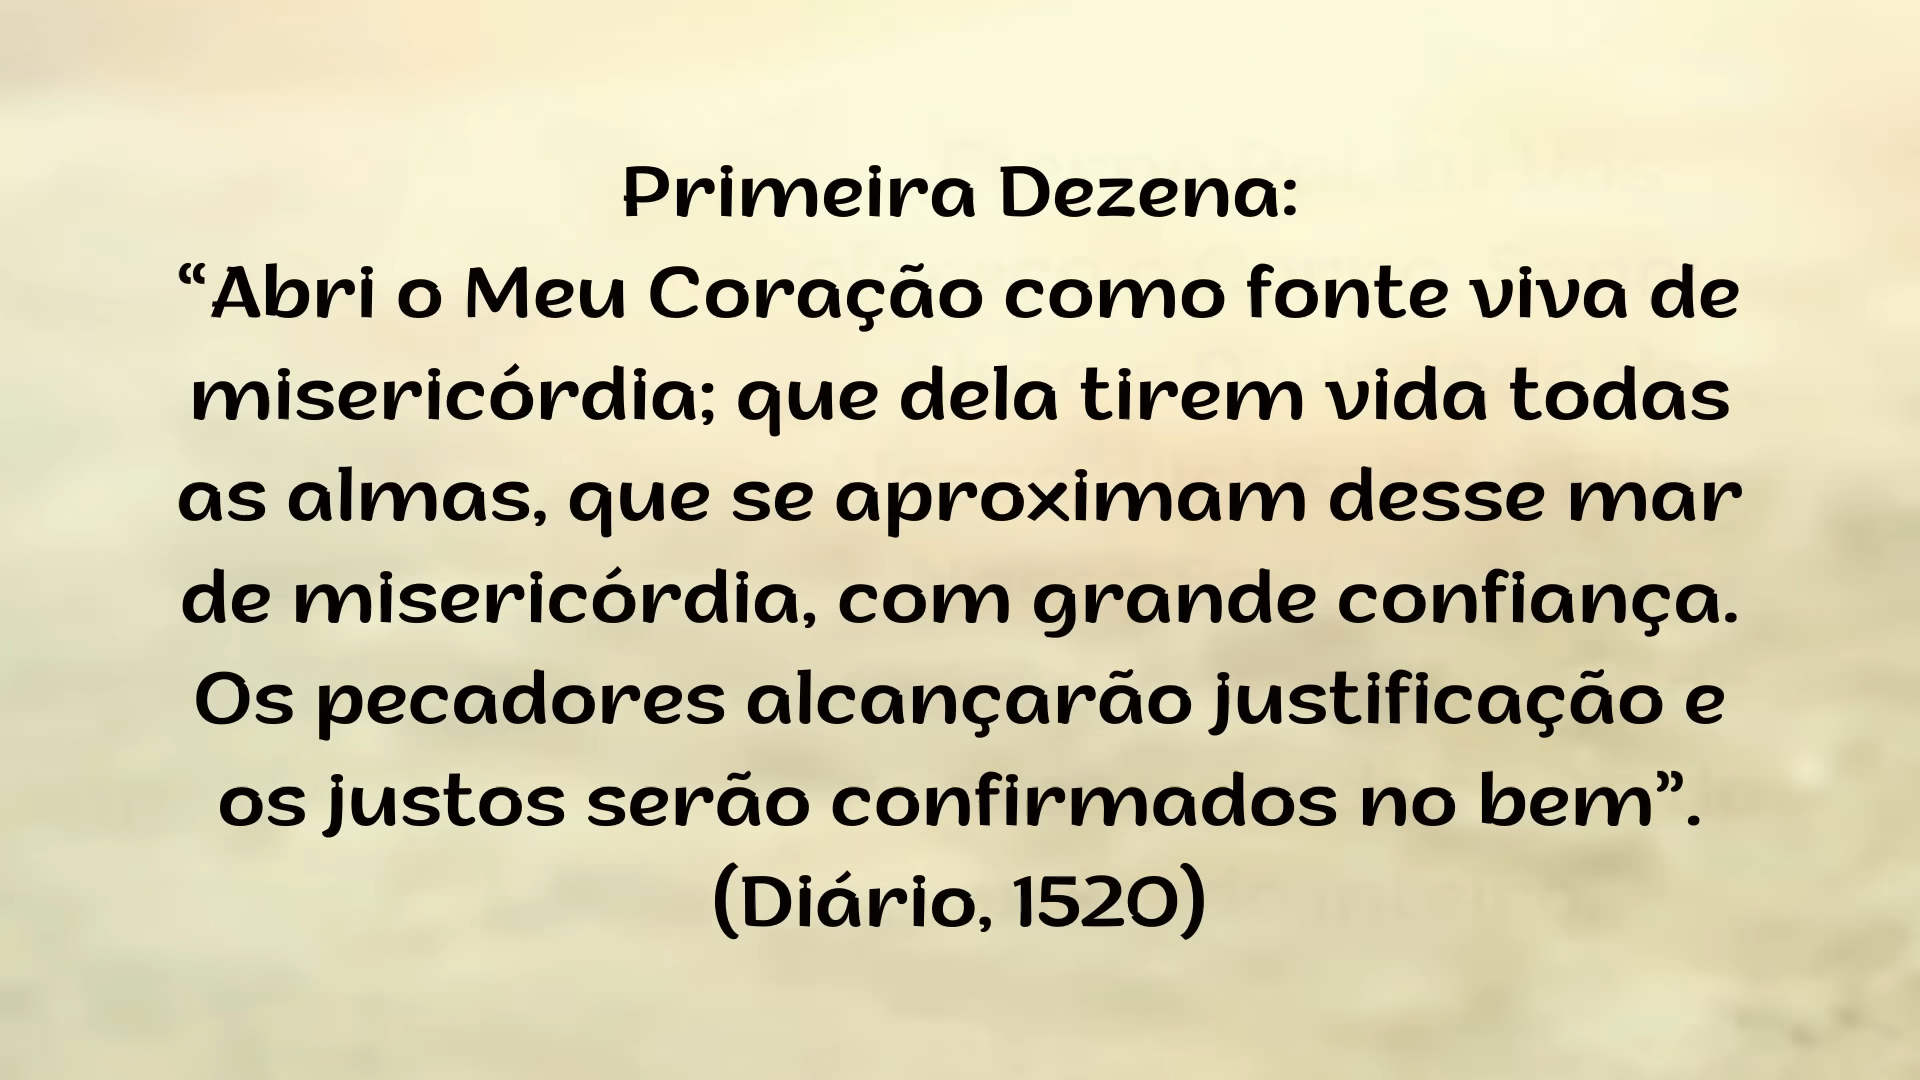 Primeira Dezena:
“Abri o Meu Coração como fonte viva de
misericórdia; que dela tirem vida todas
as almas, que se aproximam desse mar
de misericórdia, com grande confiança.
Os pecadores alcançarão justificação e
os justos serão confirmados no bem”.
(Diário, 1520)